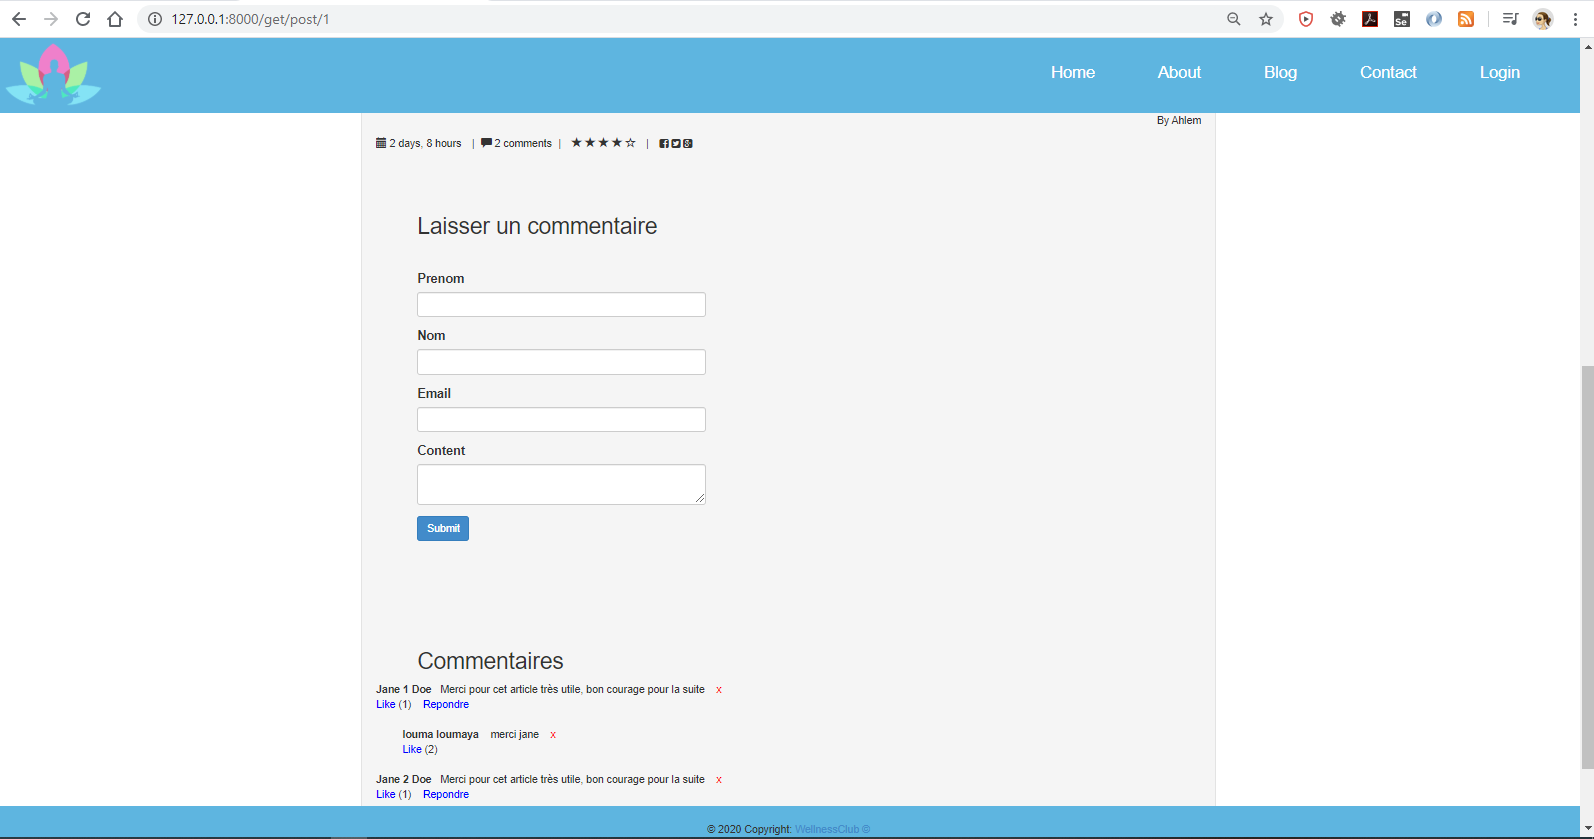 127.0.0.1:8000/get/post/1
Home About Blog Contact Login
By Ahlem
2 days, 8 hours | 2 comments | ★★★★☆ |
Laisser un commentaire
Prenom
Nom
Email
Content
Submit
Commentaires
Jane 1 Doe Merci pour cet article très utile, bon courage pour la suite x
Like (1) Repondre
louma loumaya merci jane x
Like (2)
Jane 2 Doe Merci pour cet article très utile, bon courage pour la suite x
Like (1) Repondre
© 2020 Copyright: WellnessClub ©